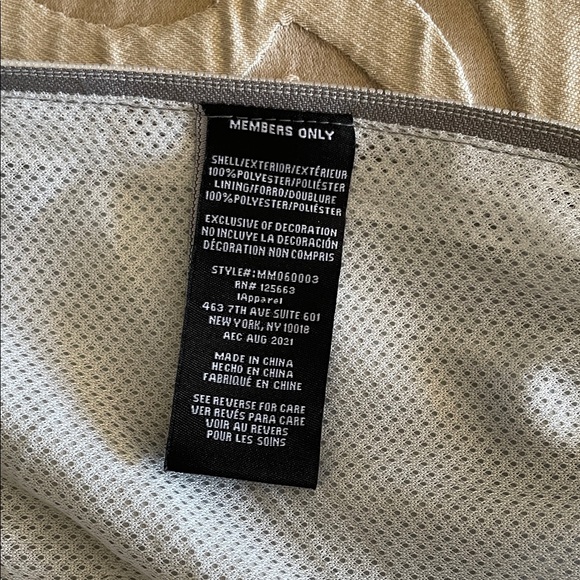 MEMBERS ONLY
SHELL/EXTERIOR/EXTÉRIEUR
100%POLYESTER/POLIÉSTER
LINING/FORRO/DOUBLURE
100%POLYESTER/POLIÉSTER
EXCLUSIVE OF DECORATION
NO INCLUYE LA DECORACIÓN
DÉCORATION NON COMPRIS
STYLE#:MM060003
RN# 125663
IApparel
463 7TH AVE SUITE 601
NEW YORK, NY 10018
AEC AUG 2021
MADE IN CHINA
HECHO EN CHINA
FABRIQUÉ EN CHINE
SEE REVERSE FOR CARE
VER REVÉS PARA CARE
VOIR AU REVERS
POUR LES SOINS